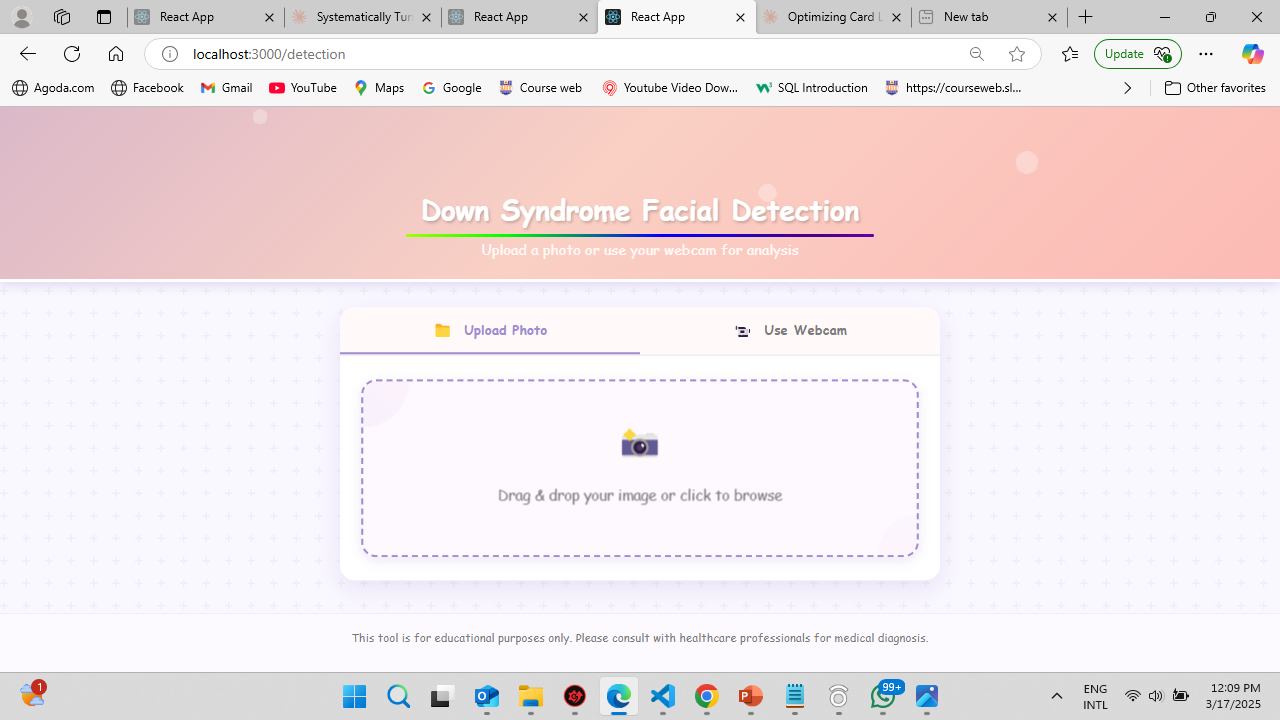 React App
Systematically Tur
React App
React App
Optimizing Card L
New tab
localhost:3000/detection
Update
Agoda.com
Facebook
Gmail
YouTube
Maps
Google
Course web
Youtube Video Dow...
SQL Introduction
https://courseweb.sl...
Other favorites
Down Syndrome Facial Detection
Upload a photo or use your webcam for analysis
Upload Photo
Use Webcam
Drag & drop your image or click to browse
This tool is for educational purposes only. Please consult with healthcare professionals for medical diagnosis.
1
99+
ENG
INTL
12:09 PM
3/17/2025